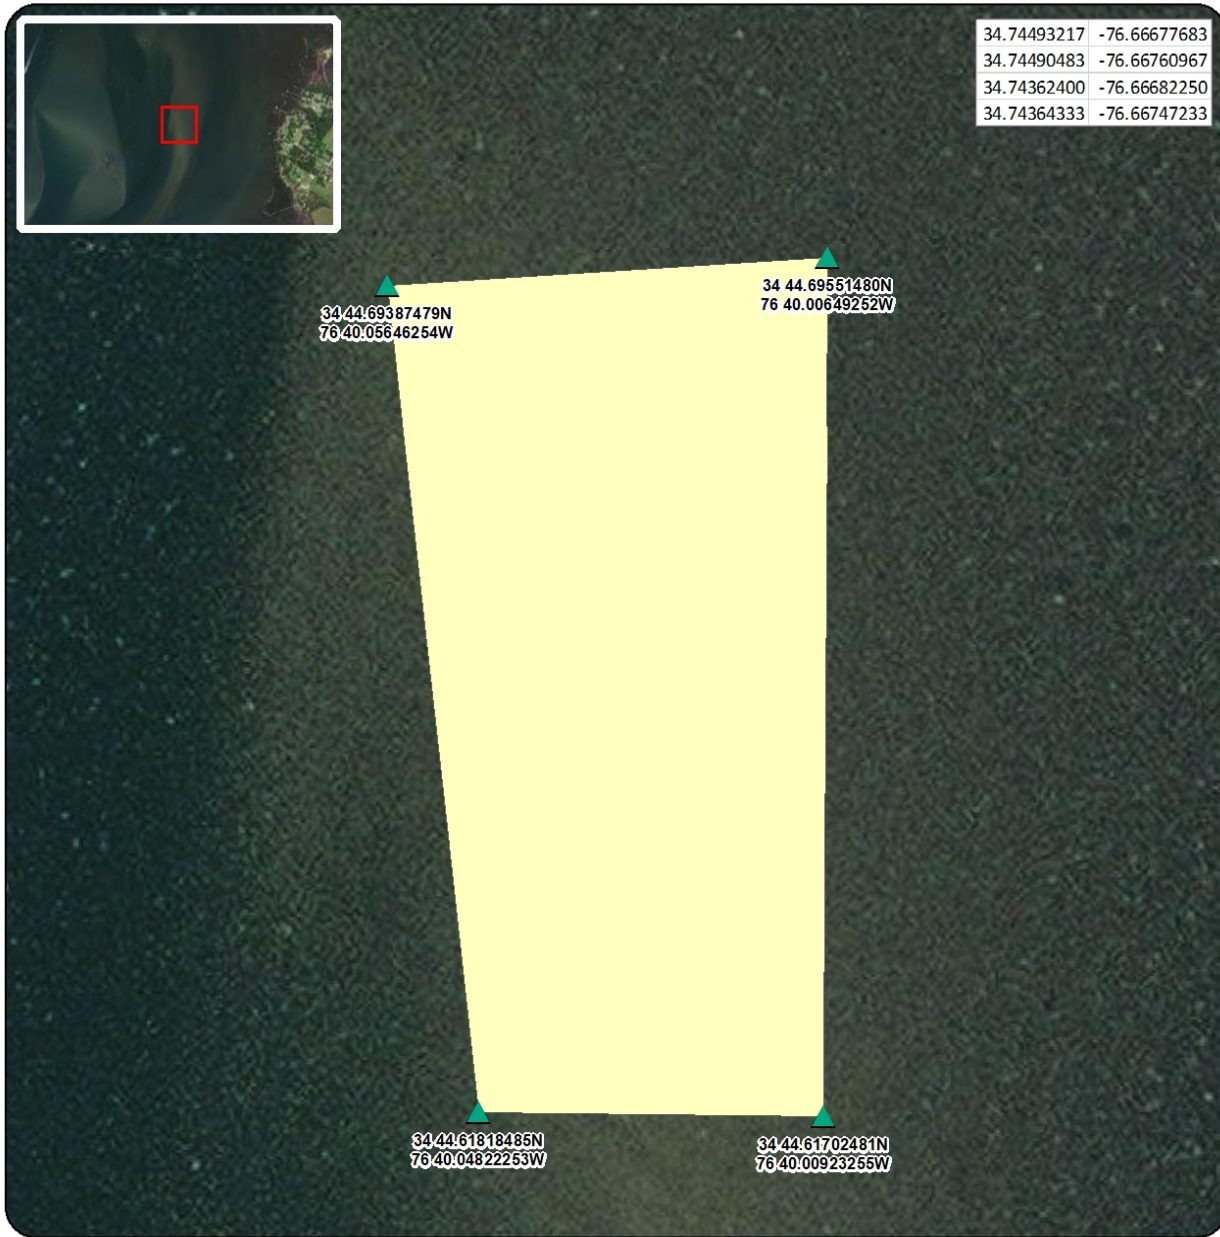 34.74493217 -76.66677683
34.74490483 -76.66760967
34.74362400 -76.66682250
34.74364333 -76.66747233
34 44.69387479N
76 40.05646254W
34 44.69551480N
76 40.00649252W
34 44.61818485N
76 40.04822253W
34 44.61702481N
76 40.00923255W